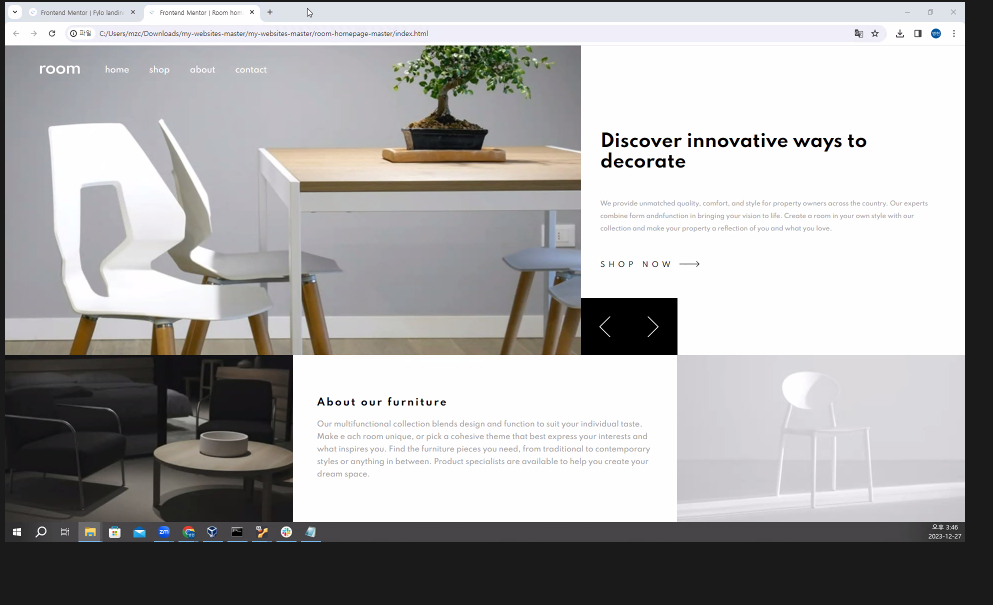 Frontend Mentor | Fylo landin
Frontend Mentor | Room hom
파일 C:/Users/mzc/Downloads/my-websites-master/my-websites-master/room-homepage-master/index.html
room home shop about contact
Discover innovative ways to
decorate
We provide unmatched quality, comfort, and style for property owners across the country. Our experts
combine form andnfunction in bringing your vision to life. Create a room in your own style with our
collection and make your property a reflection of you and what you love.
SHOP NOW
About our furniture
Our multifunctional collection blends design and function to suit your individual taste.
Make e ach room unique, or pick a cohesive theme that best express your interests and
what inspires you. Find the furniture pieces you need, from traditional to contemporary
styles or anything in between. Product specialists are available to help you create your
dream space.
zm
오후 3:46
2023-12-27